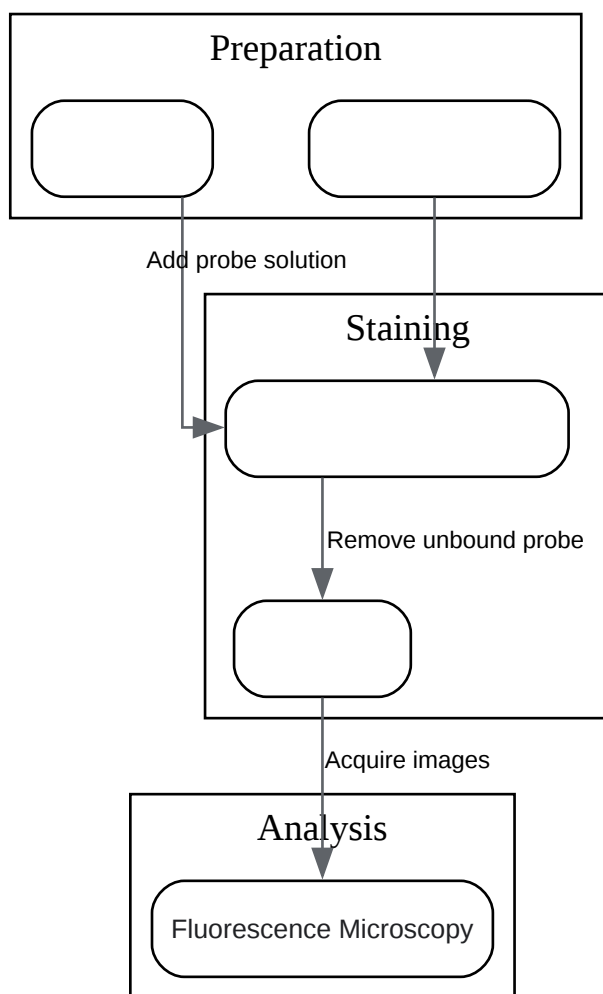 Preparation
Add probe solution
Staining
Remove unbound probe
Acquire images
Analysis
Fluorescence Microscopy